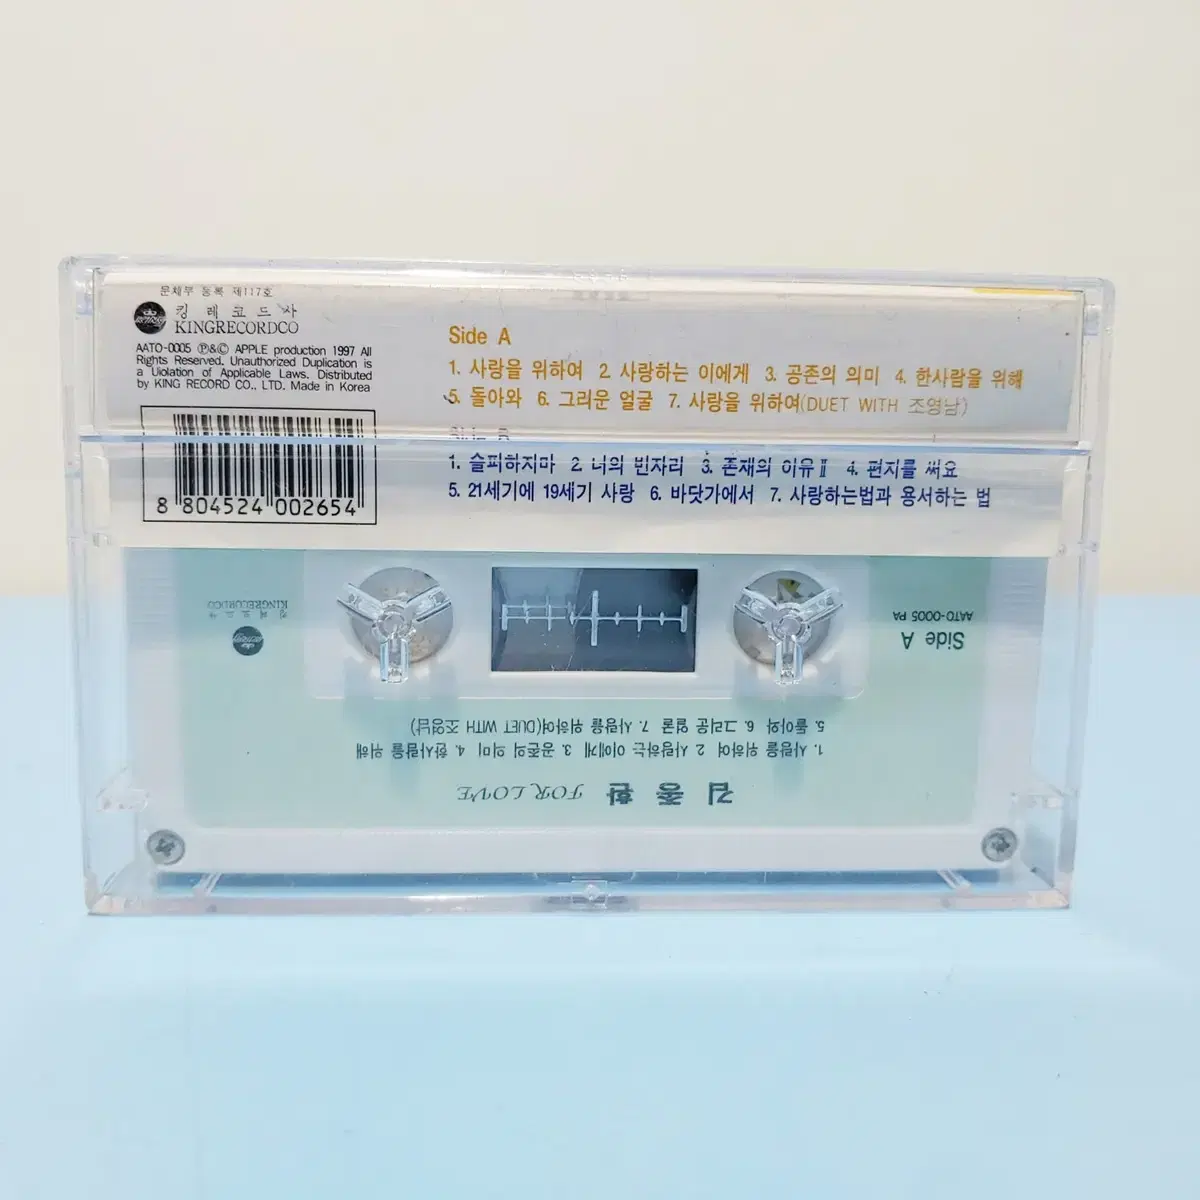 문체부 등록 제117호
킹레코드사
KINGRECORDCO
AATO-0005 ℗&© APPLE production 1997 All
Rights Reserved. Unauthorized Duplication is
a Uiolation of Applicable Laws. Distributed
by KING RECORD CO., LTD. Made in Korea
8 804524 002654
Side A
1. 사랑을 위하여 2. 사랑하는 이에게 3. 공존의 의미 4. 한사람을 위해
5. 돌아와 6. 그리운 얼굴 7. 사랑을 위하여(DUET WITH 조영남)
Side B
1. 슬피하지마 2. 너의 빈자리 3. 존재의 이유Ⅱ 4. 편지를 써요
5. 21세기에 19세기 사랑 6. 바닷가에서 7. 사랑하는법과 용서하는 법
김종환 FOR LOVE
1. 사랑을 위하여 2. 사랑하는 이에게 3. 공존의 의미 4. 한사람을 위해
5. 돌아와 6. 그리운 얼굴 7. 사랑을 위하여(DUET WITH 조영남)
Side A
AATO-0005 PA
킹레코드사
KINGRECORDCO